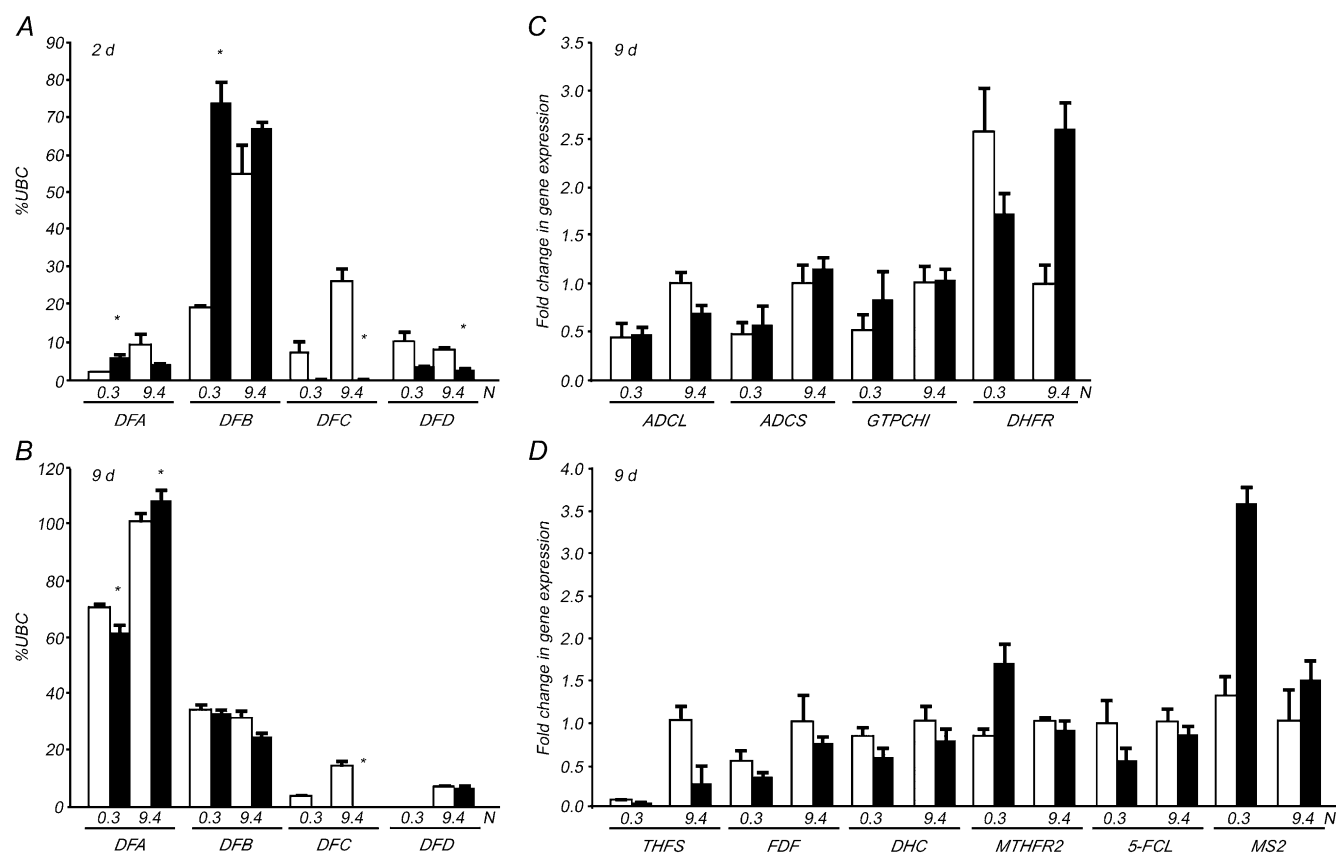 A
2 d
%UBC
90
80
70
60
50
40
30
20
10
0
*
*
*
*
0.3 9.4 0.3 9.4 0.3 9.4 0.3 9.4 N
DFA DFB DFC DFD
B
9 d
%UBC
120
100
80
60
40
20
0
*
*
*
0.3 9.4 0.3 9.4 0.3 9.4 0.3 9.4 N
DFA DFB DFC DFD
C
9 d
Fold change in gene expression
3.5
3.0
2.5
2.0
1.5
1.0
0.5
0.0
0.3 9.4 0.3 9.4 0.3 9.4 0.3 9.4 N
ADCL ADCS GTPCHI DHFR
D
9 d
Fold change in gene expression
4.0
3.5
3.0
2.5
2.0
1.5
1.0
0.5
0.0
0.3 9.4 0.3 9.4 0.3 9.4 0.3 9.4 0.3 9.4 0.3 9.4 N
THFS FDF DHC MTHFR2 5-FCL MS2